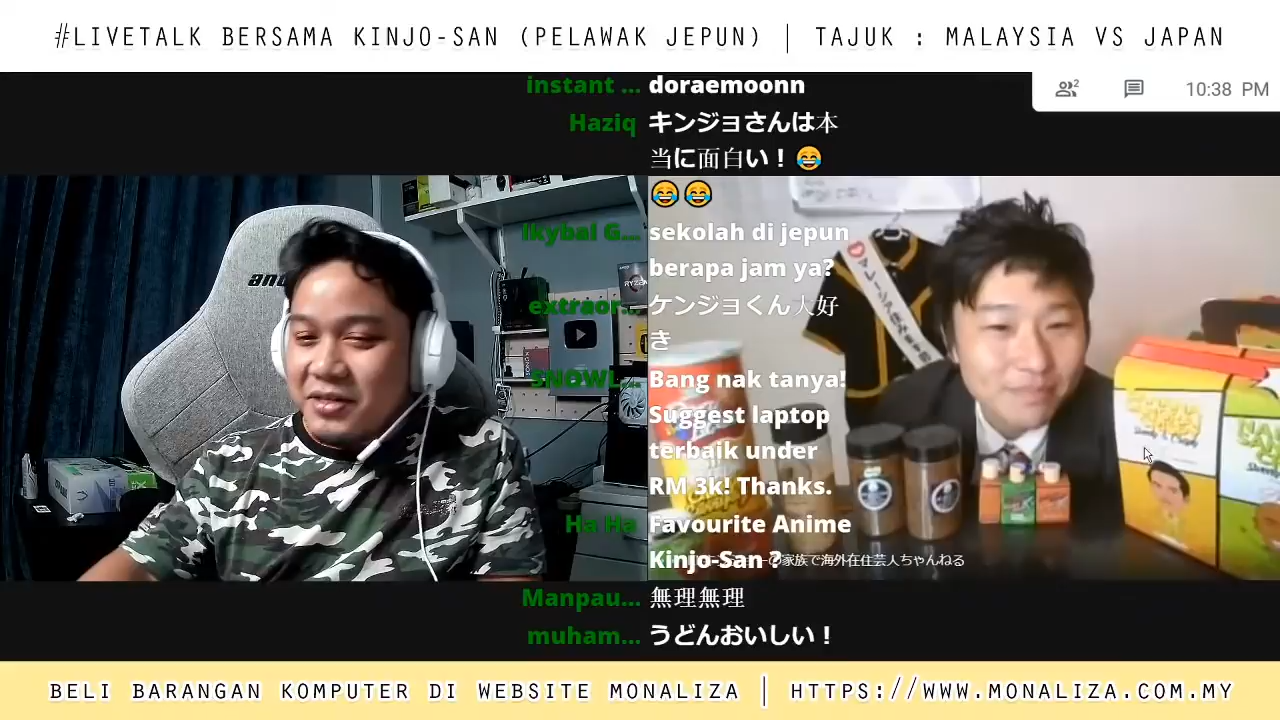 #LIVETALK BERSAMA KINJO-SAN (PELAWAK JEPUN) | TAJUK : MALAYSIA VS JAPAN
2
10:38 PM
instant ... doraemoonn
Haziq キンジョさんは本
当に面白い！😂
😂😂
Ikybal G... sekolah di jepun
berapa jam ya?
extraor... ケンジョくん大好
き
SNOWL... Bang nak tanya!
Suggest laptop
terbaik under
RM 3k! Thanks.
Ha Ha Favourite Anime
Kinjo-San ?
の家族で海外在住芸人ちゃんねる
Manpau... 無理無理
muham... うどんおいしい！
BELI BARANGAN KOMPUTER DI WEBSITE MONALIZA | HTTPS://WWW.MONALIZA.COM.MY